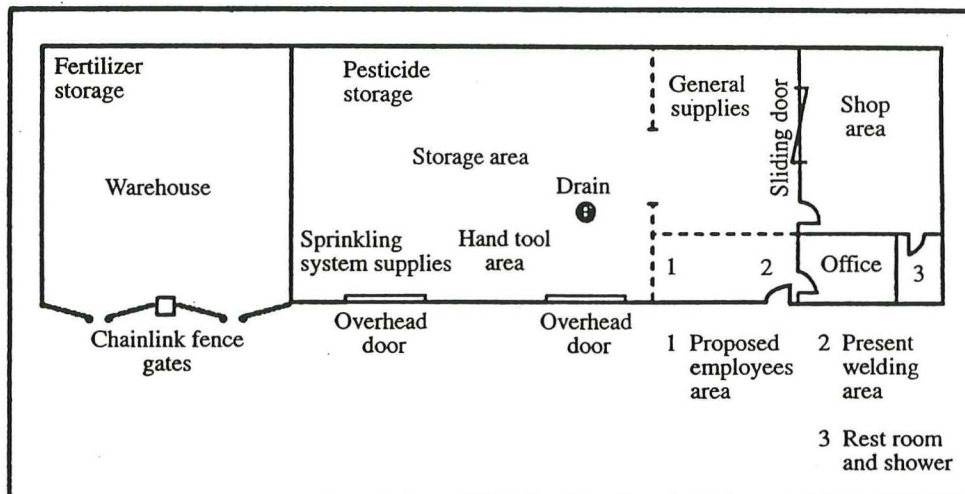 Fertilizer
storage
Pesticide
storage
General
supplies
Sliding door
Shop
area
Storage area
Warehouse
Drain
Sprinkling
system supplies
Hand tool
area
1
2
Office
3
Chainlink fence
gates
Overhead
door
Overhead
door
1 Proposed
employees
area
2 Present
welding
area
3 Rest room
and shower